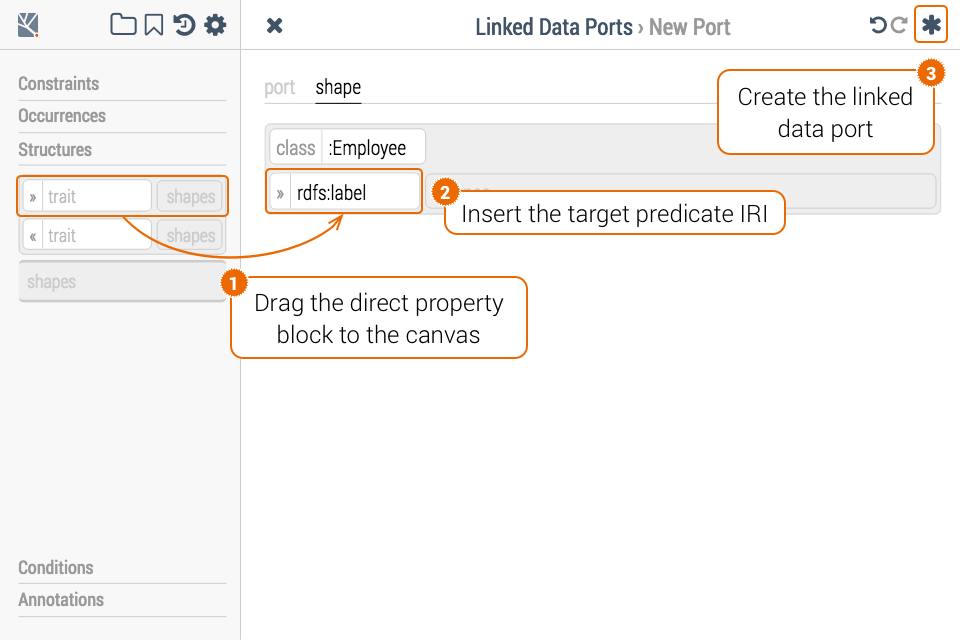 Linked Data Ports › New Port
Constraints
Occurrences
Structures
» trait shapes
« trait shapes
shapes
Conditions
Annotations
port shape
class :Employee
» rdfs:label
1
Drag the direct property
block to the canvas
2
Insert the target predicate IRI
3
Create the linked
data port